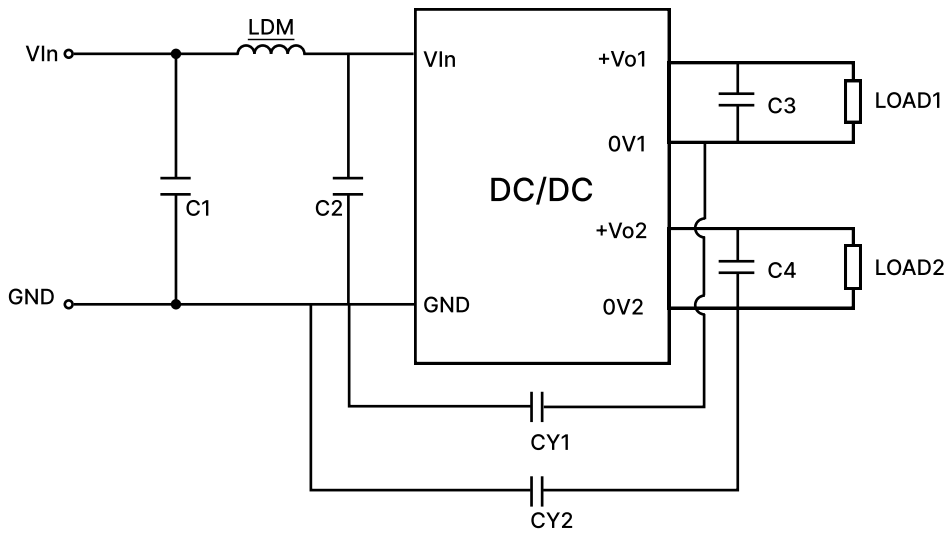 LDM
VIn
VIn
+Vo1
C3
LOAD1
0V1
DC/DC
C1
C2
+Vo2
C4
LOAD2
GND
GND
0V2
CY1
CY2